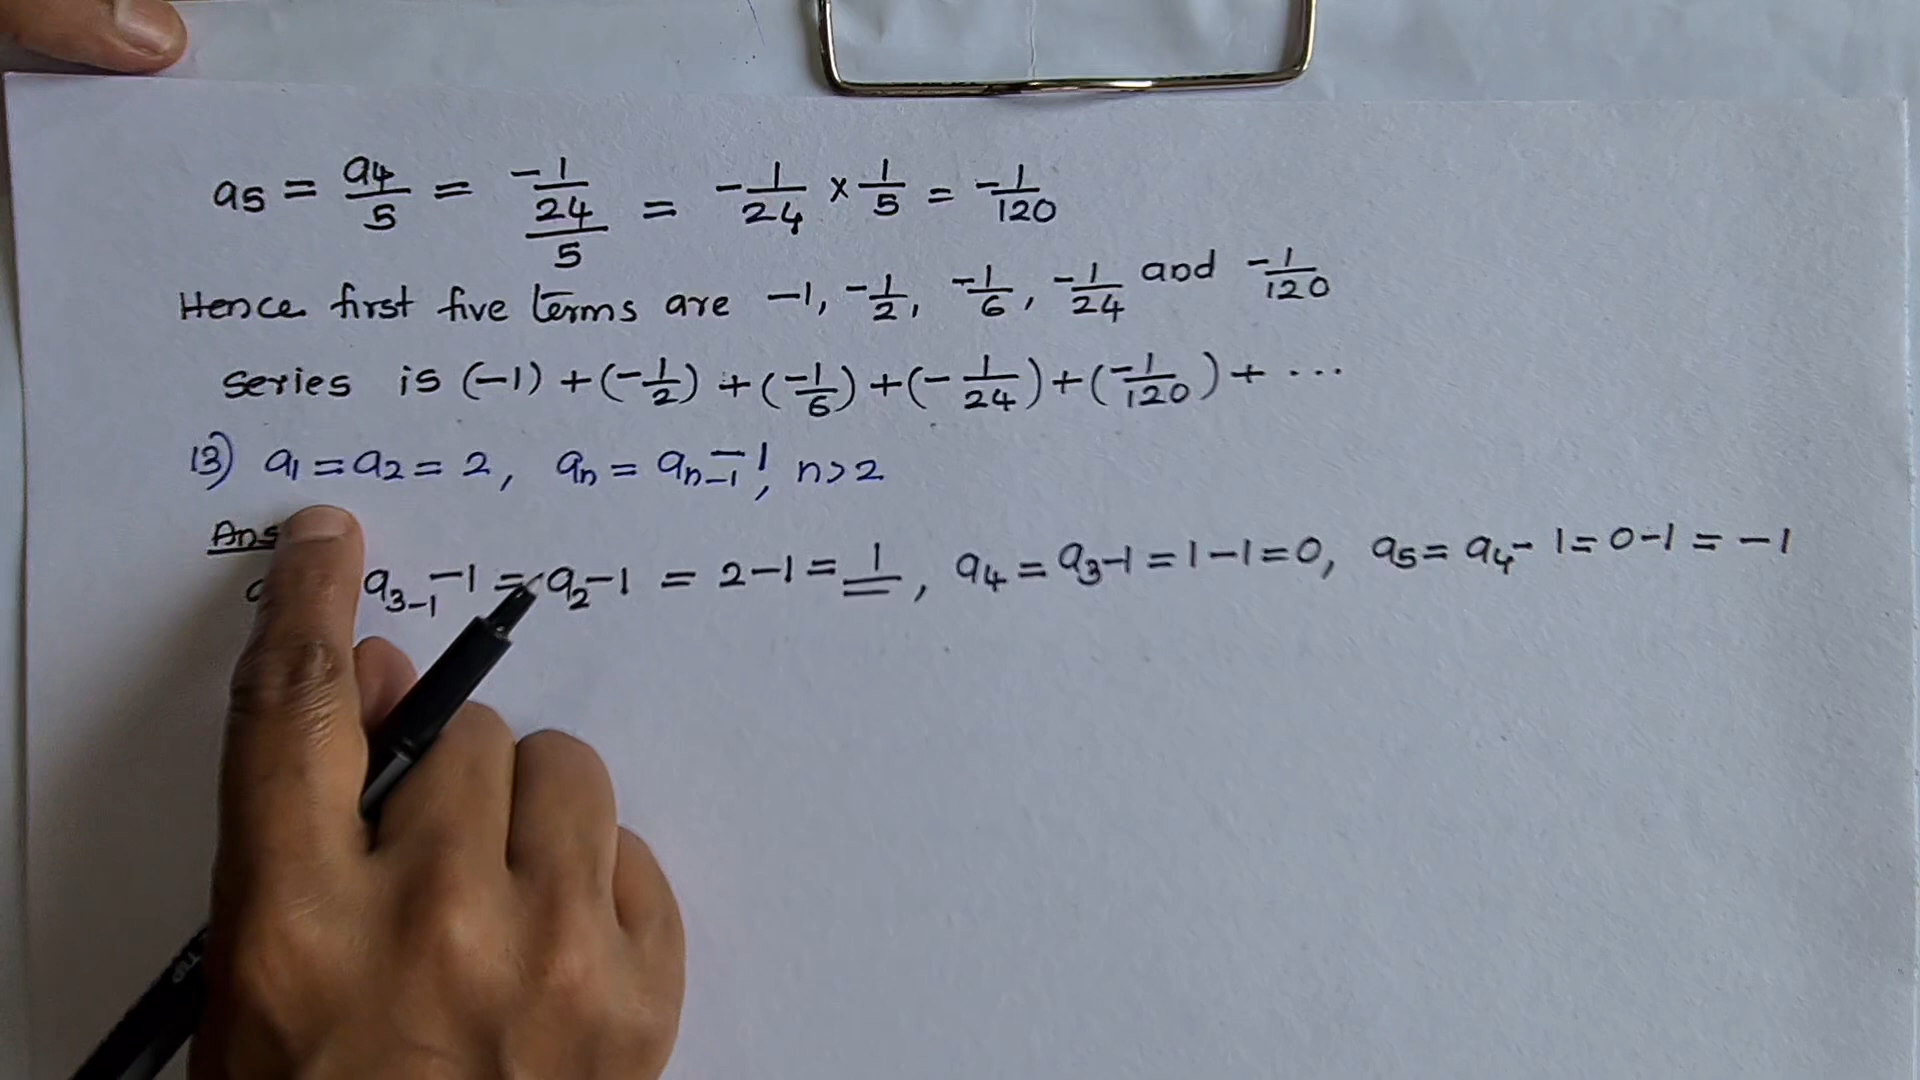 a5 = a4/5 = (-1/24)/5 = -1/24 × 1/5 = -1/120
Hence first five terms are -1, -1/2, -1/6, -1/24 and -1/120
series is (-1) + (-1/2) + (-1/6) + (-1/24) + (-1/120) + ...
13) a1 = a2 = 2, an = an-1 - 1, n > 2
Ans
a3-1 - 1 = a2 - 1 = 2 - 1 = 1, a4 = a3 - 1 = 1 - 1 = 0, a5 = a4 - 1 = 0 - 1 = -1